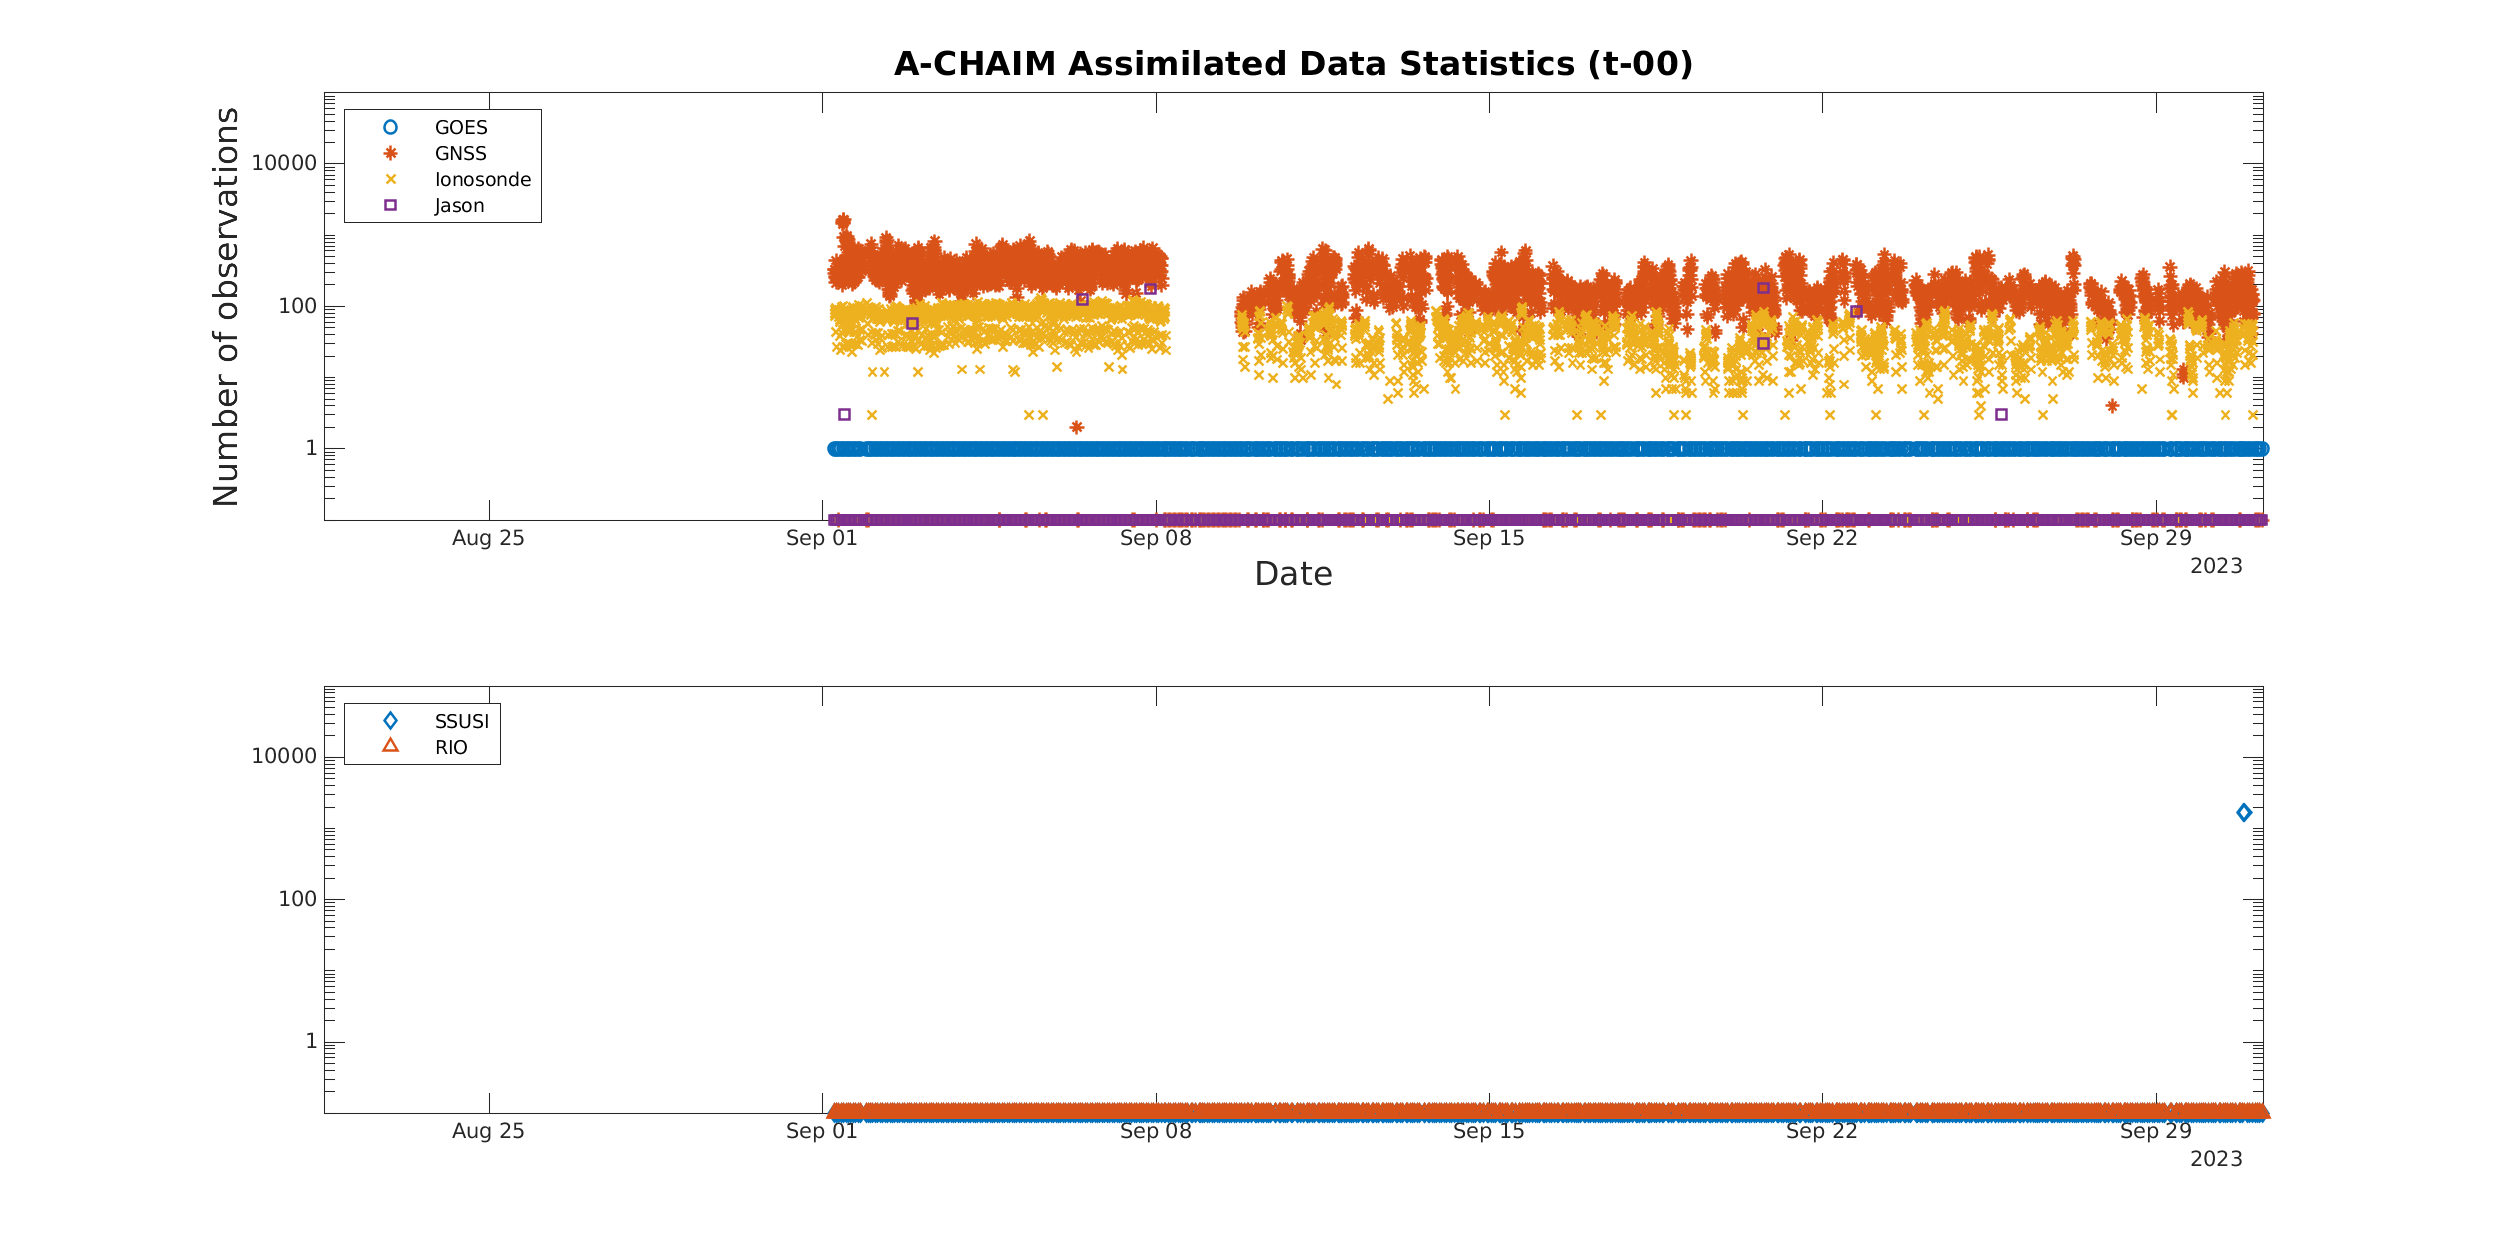 A-CHAIM Assimilated Data Statistics (t-00)
Number of observations
GOES
GNSS
Ionosonde
Jason
10000
100
1
Aug 25 Sep 01 Sep 08 Sep 15 Sep 22 Sep 29
2023
Date
SSUSI
RIO
10000
100
1
Aug 25 Sep 01 Sep 08 Sep 15 Sep 22 Sep 29
2023